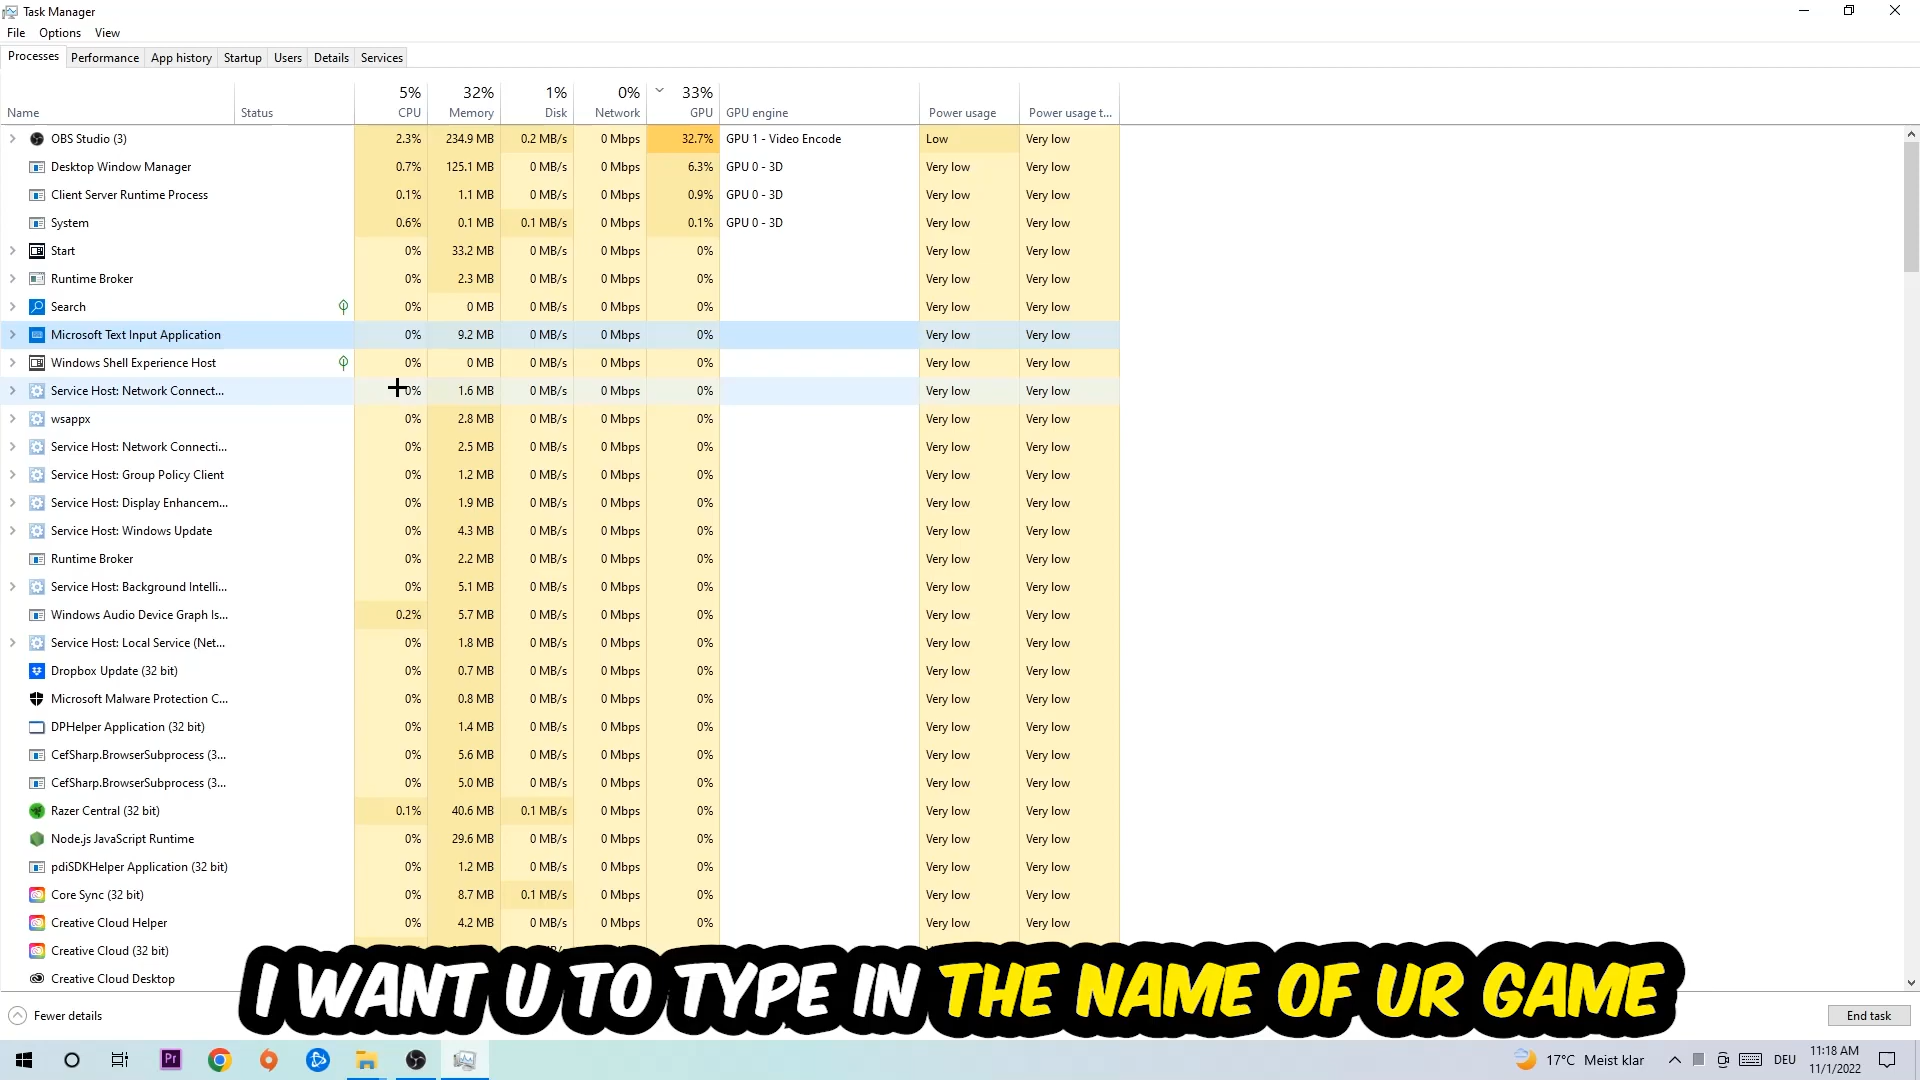 Task Manager
File Options View
Processes Performance App history Startup Users Details Services
5% 32% 1% 0% 33%
Name Status CPU Memory Disk Network GPU GPU engine Power usage Power usage t...
OBS Studio (3) 2.3% 234.9 MB 0.2 MB/s 0 Mbps 32.7% GPU 1 - Video Encode Low Very low
Desktop Window Manager 0.7% 125.1 MB 0 MB/s 0 Mbps 6.3% GPU 0 - 3D Very low Very low
Client Server Runtime Process 0.1% 1.1 MB 0 MB/s 0 Mbps 0.9% GPU 0 - 3D Very low Very low
System 0.6% 0.1 MB 0.1 MB/s 0 Mbps 0.1% GPU 0 - 3D Very low Very low
Start 0% 33.2 MB 0 MB/s 0 Mbps 0% Very low Very low
Runtime Broker 0% 2.3 MB 0 MB/s 0 Mbps 0% Very low Very low
Search 0% 0 MB 0 MB/s 0 Mbps 0% Very low Very low
Microsoft Text Input Application 0% 9.2 MB 0 MB/s 0 Mbps 0% Very low Very low
Windows Shell Experience Host 0% 0 MB 0 MB/s 0 Mbps 0% Very low Very low
Service Host: Network Connect... 0% 1.6 MB 0 MB/s 0 Mbps 0% Very low Very low
wsappx 0% 2.8 MB 0 MB/s 0 Mbps 0% Very low Very low
Service Host: Network Connecti... 0% 2.5 MB 0 MB/s 0 Mbps 0% Very low Very low
Service Host: Group Policy Client 0% 1.2 MB 0 MB/s 0 Mbps 0% Very low Very low
Service Host: Display Enhancem... 0% 1.9 MB 0 MB/s 0 Mbps 0% Very low Very low
Service Host: Windows Update 0% 4.3 MB 0 MB/s 0 Mbps 0% Very low Very low
Runtime Broker 0% 2.2 MB 0 MB/s 0 Mbps 0% Very low Very low
Service Host: Background Intelli... 0% 5.1 MB 0 MB/s 0 Mbps 0% Very low Very low
Windows Audio Device Graph Is... 0.2% 5.7 MB 0 MB/s 0 Mbps 0% Very low Very low
Service Host: Local Service (Net... 0% 1.8 MB 0 MB/s 0 Mbps 0% Very low Very low
Dropbox Update (32 bit) 0% 0.7 MB 0 MB/s 0 Mbps 0% Very low Very low
Microsoft Malware Protection C... 0% 0.8 MB 0 MB/s 0 Mbps 0% Very low Very low
DPHelper Application (32 bit) 0% 1.4 MB 0 MB/s 0 Mbps 0% Very low Very low
CefSharp.BrowserSubprocess (3... 0% 5.6 MB 0 MB/s 0 Mbps 0% Very low Very low
CefSharp.BrowserSubprocess (3... 0% 5.0 MB 0 MB/s 0 Mbps 0% Very low Very low
Razer Central (32 bit) 0.1% 40.6 MB 0.1 MB/s 0 Mbps 0% Very low Very low
Node.js JavaScript Runtime 0% 29.6 MB 0 MB/s 0 Mbps 0% Very low Very low
pdiSDKHelper Application (32 bit) 0% 1.2 MB 0 MB/s 0 Mbps 0% Very low Very low
Core Sync (32 bit) 0% 8.7 MB 0.1 MB/s 0 Mbps 0% Very low Very low
Creative Cloud Helper 0% 4.2 MB 0 MB/s 0 Mbps 0% Very low Very low
Creative Cloud (32 bit)
Creative Cloud Desktop
I WANT U TO TYPE IN THE NAME OF UR GAME
Fewer details End task
Pr 17°C Meist klar DEU 11:18 AM
11/1/2022